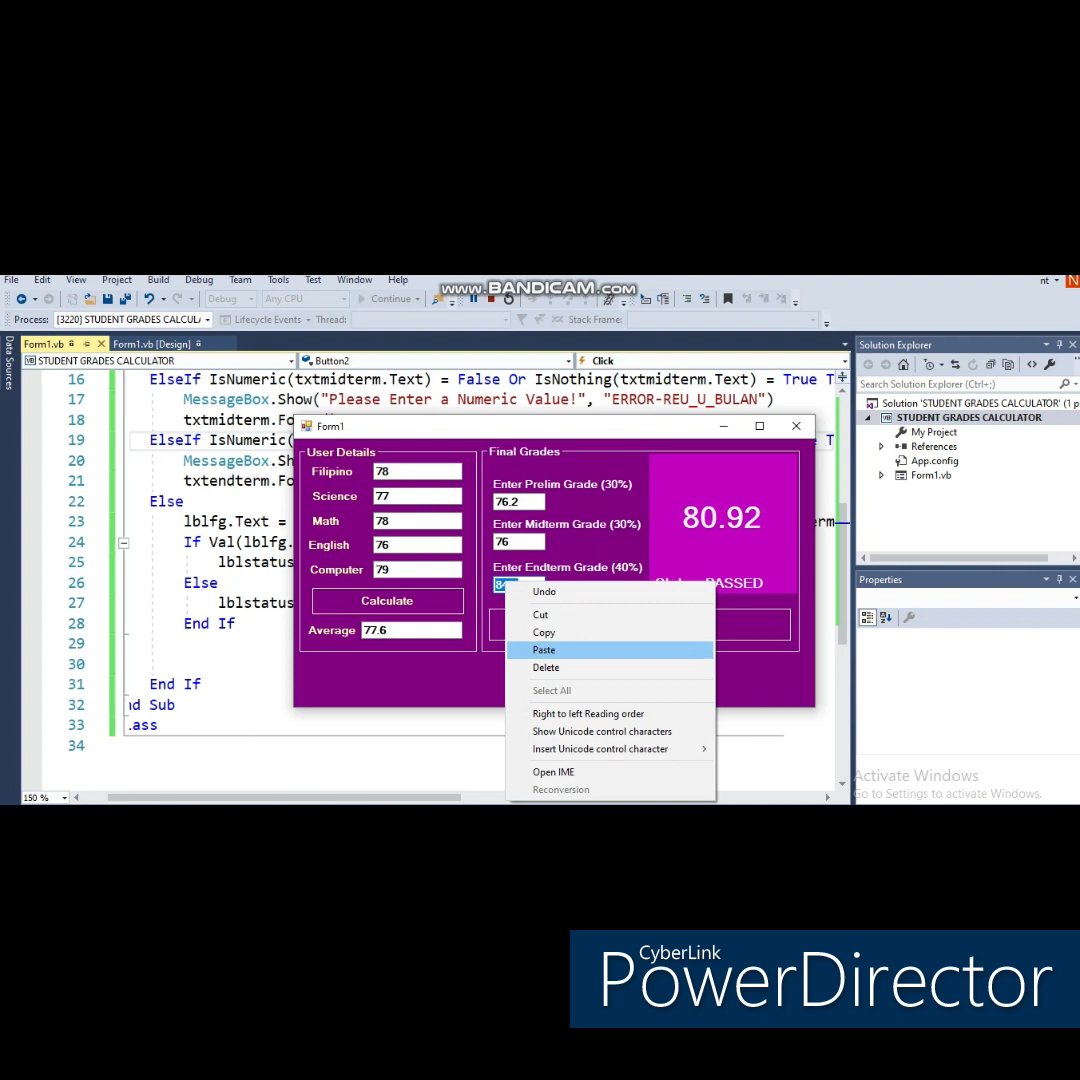 www.BANDICAM.com
File Edit View Project Build Debug Team Tools Test Window Help
nt
Debug Any CPU Continue
Process: [3220] STUDENT GRADES CALCUL Lifecycle Events Thread: Stack Frame:
Data Sources
Form1.vb Form1.vb [Design]
STUDENT GRADES CALCULATOR Button2 Click
16 ElseIf IsNumeric(txtmidterm.Text) = False Or IsNothing(txtmidterm.Text) = True T
17 MessageBox.Show("Please Enter a Numeric Value!", "ERROR-REU_U_BULAN")
18 txtmidterm.Fo
19 ElseIf IsNumeric(
20 MessageBox.Sh
21 txtendterm.Fo
22 Else
23 lblfg.Text =
24 If Val(lblfg.
25 lblstatus
26 Else
27 lblstatus
28 End If
29
30
31 End If
32 nd Sub
33 lass
34
150 %
Form1
User Details
Filipino 78
Science 77
Math 78
English 76
Computer 79
Calculate
Average 77.6
Final Grades
Enter Prelim Grade (30%)
76.2
Enter Midterm Grade (30%)
76
Enter Endterm Grade (40%)
80.92
PASSED
Undo
Cut
Copy
Paste
Delete
Select All
Right to left Reading order
Show Unicode control characters
Insert Unicode control character
Open IME
Reconversion
Solution Explorer
Search Solution Explorer (Ctrl+;)
Solution 'STUDENT GRADES CALCULATOR' (1 p
STUDENT GRADES CALCULATOR
My Project
References
App.config
Form1.vb
Properties
Activate Windows
Go to Settings to activate Windows.
CyberLink
PowerDirector